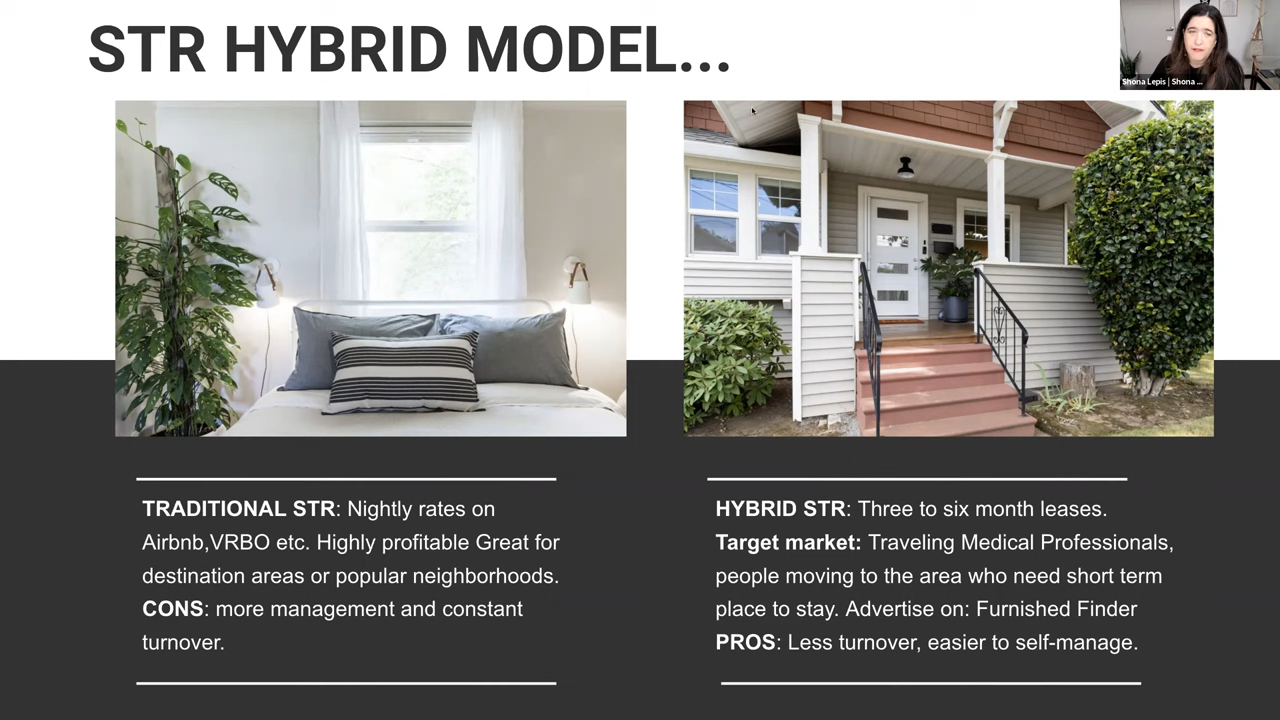 STR HYBRID MODEL...
Shona Lepis | Shona ...
TRADITIONAL STR: Nightly rates on
Airbnb,VRBO etc. Highly profitable Great for
destination areas or popular neighborhoods.
CONS: more management and constant
turnover.
HYBRID STR: Three to six month leases.
Target market: Traveling Medical Professionals,
people moving to the area who need short term
place to stay. Advertise on: Furnished Finder
PROS: Less turnover, easier to self-manage.